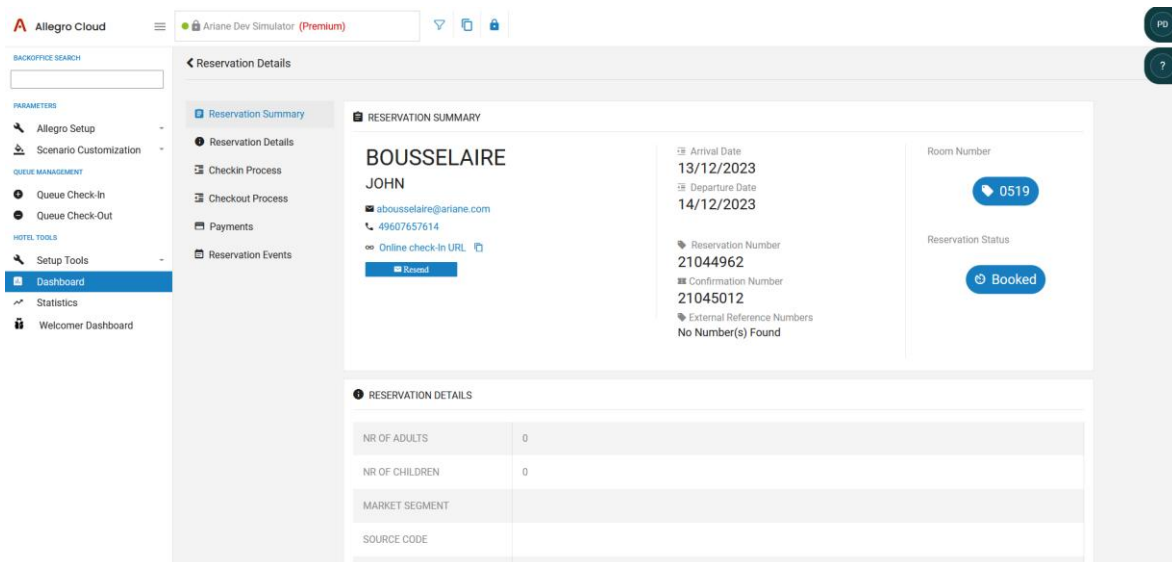 Allegro Cloud
Ariane Dev Simulator (Premium)
PD
?
BACKOFFICE SEARCH
PARAMETERS
Allegro Setup
Scenario Customization
QUEUE MANAGEMENT
Queue Check-In
Queue Check-Out
HOTEL TOOLS
Setup Tools
Dashboard
Statistics
Welcomer Dashboard
Reservation Details
Reservation Summary
Reservation Details
Checkin Process
Checkout Process
Payments
Reservation Events
RESERVATION SUMMARY
BOUSSELAIRE
JOHN
abousselaire@ariane.com
49607657614
Online check-In URL
Resend
Arrival Date
13/12/2023
Departure Date
14/12/2023
Reservation Number
21044962
Confirmation Number
21045012
External Reference Numbers
No Number(s) Found
Room Number
0519
Reservation Status
Booked
RESERVATION DETAILS
NR OF ADULTS 0
NR OF CHILDREN 0
MARKET SEGMENT
SOURCE CODE